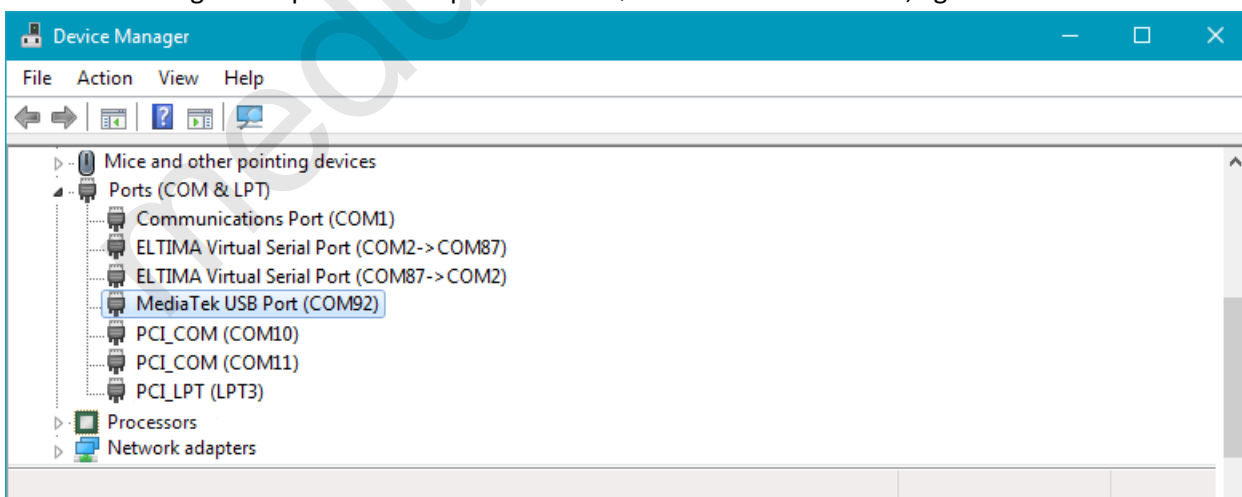 Device Manager
File Action View Help
Mice and other pointing devices
Ports (COM & LPT)
Communications Port (COM1)
ELTIMA Virtual Serial Port (COM2->COM87)
ELTIMA Virtual Serial Port (COM87->COM2)
MediaTek USB Port (COM92)
PCI_COM (COM10)
PCI_COM (COM11)
PCI_LPT (LPT3)
Processors
Network adapters